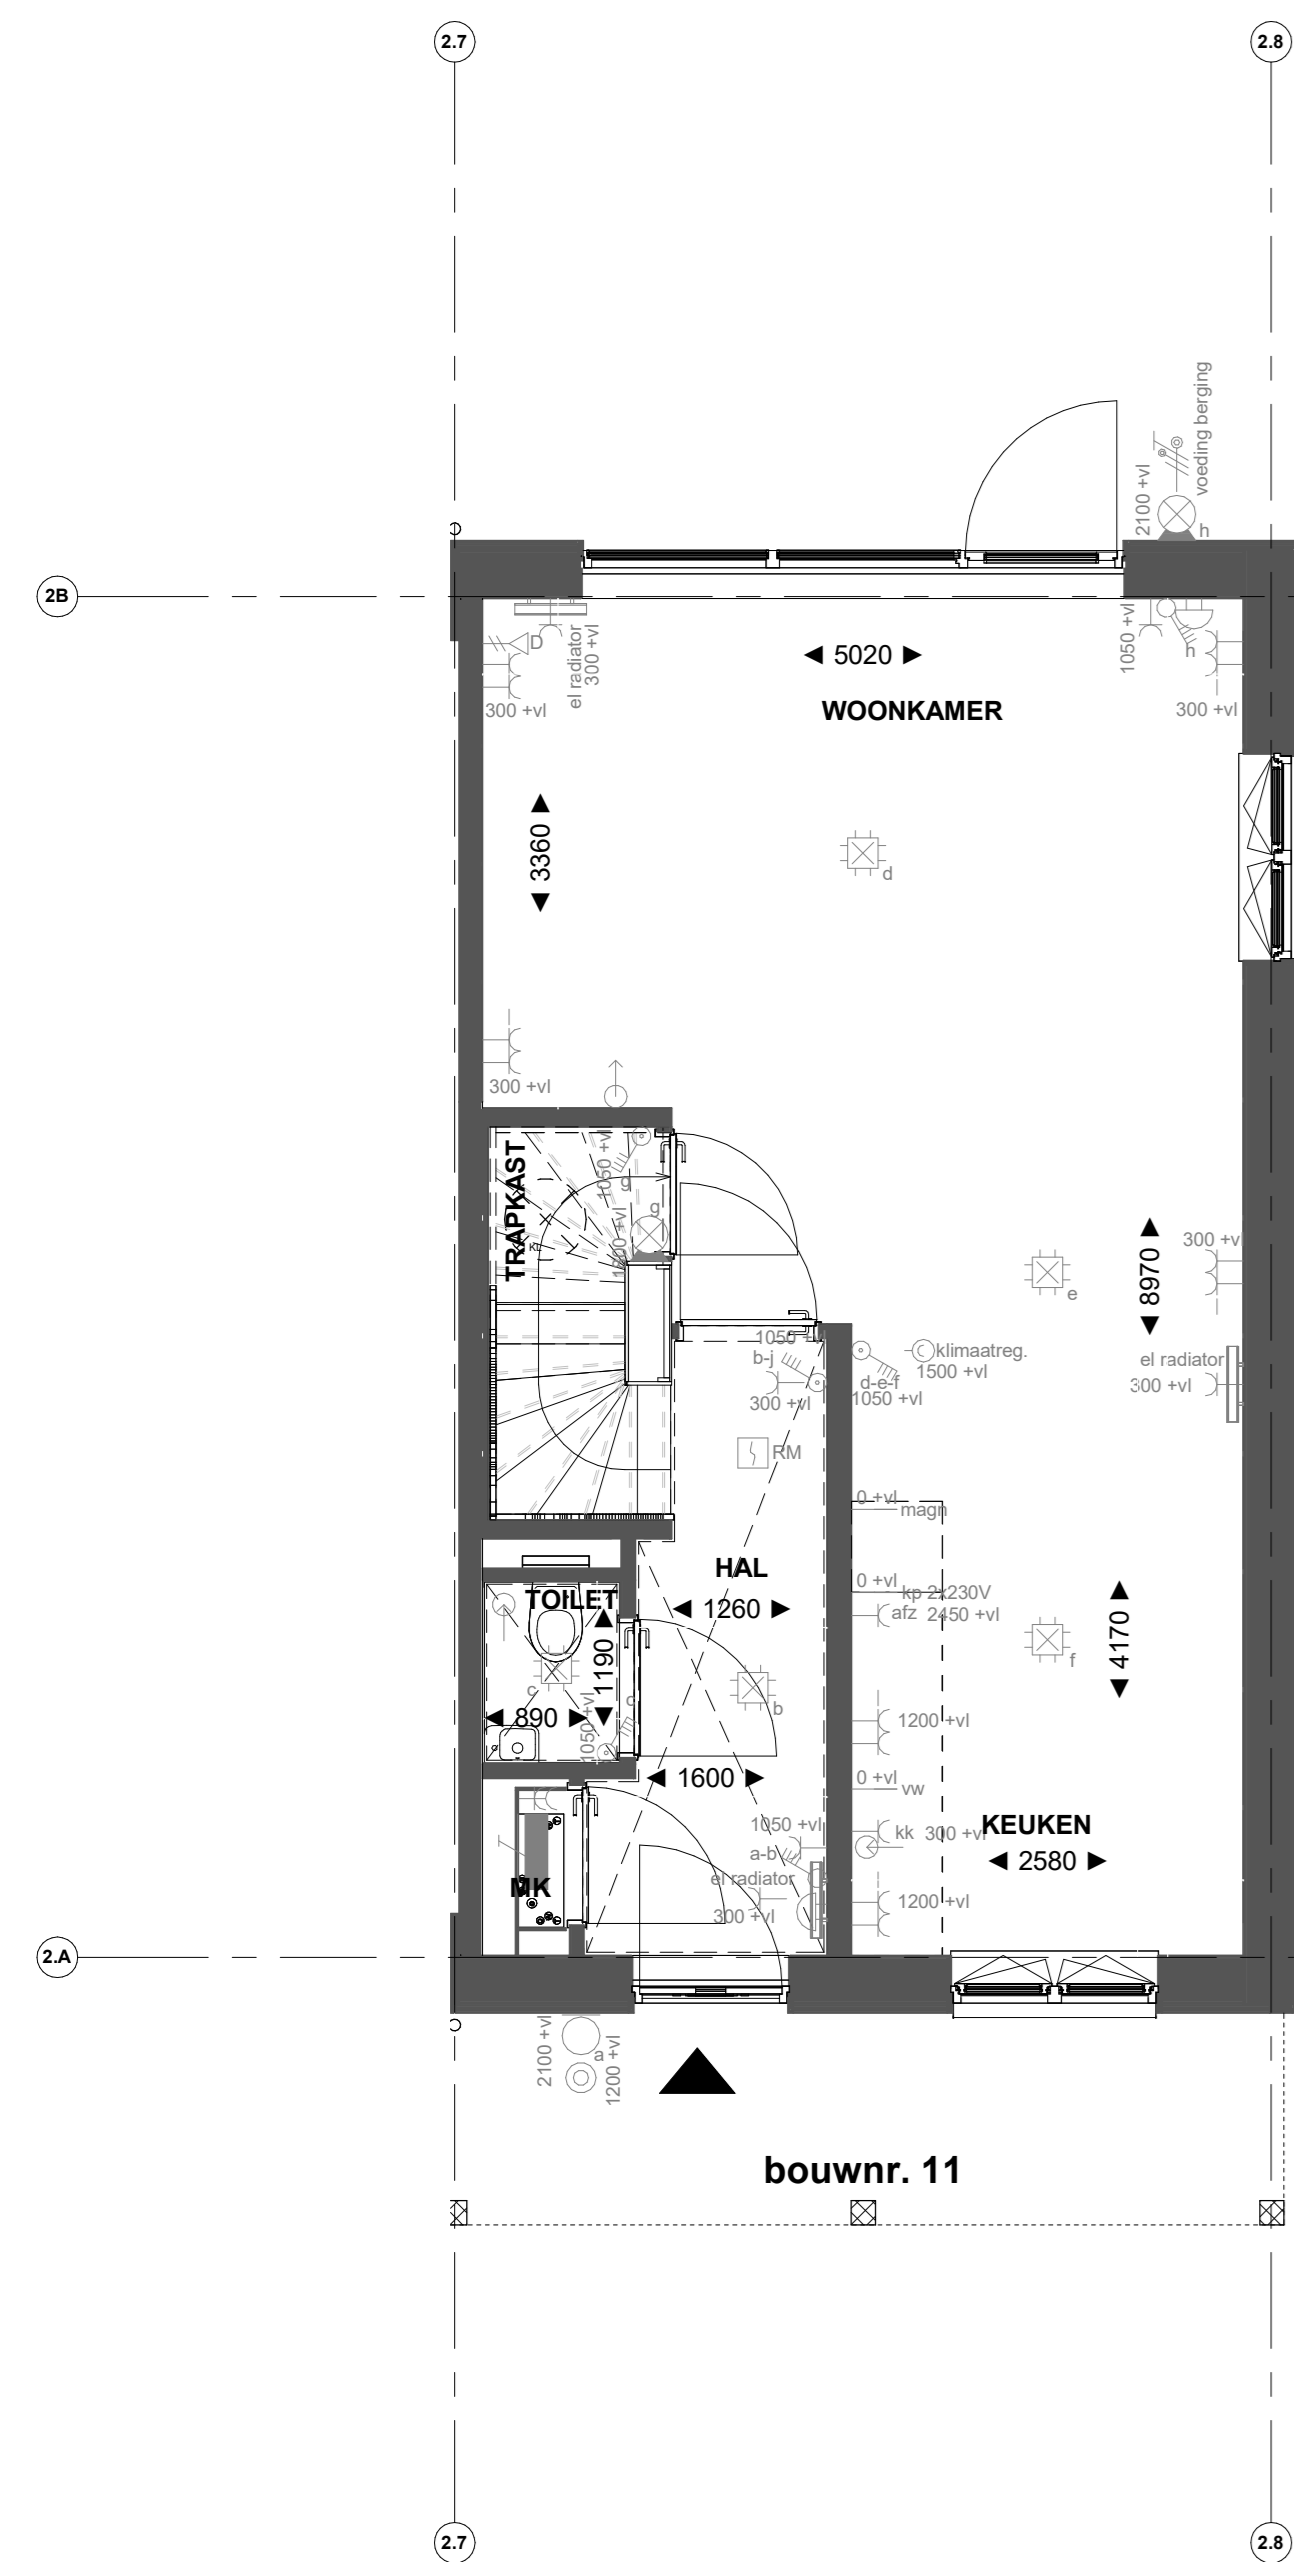 2.7
2.8
voeding berging
2100 +vl
h
2B
D
el radiator
300 +vl
300 +vl
5020
WOONKAMER
1050 +vl
h
300 +vl
3360
d
300 +vl
TRAPKAST
1050 +vl
g
g
KL
8970
300 +vl
e
1050 +vl
b-j
300 +vl
klimaatreg.
1500 +vl
d-e-f
1050 +vl
el radiator
300 +vl
RM
0 +vl
magn
HAL
1260
0 +vl
kp 2x230V
afz 2450 +vl
TOILET
1190
c
c
890
1050 +vl
b
4170
f
1200 +vl
1600
0 +vl
vw
1050 +vl
a-b
kk 300 +vl
KEUKEN
2580
el radiator
300 +vl
MK
1200 +vl
2.A
2100 +vl
a
1200 +vl
bouwnr. 11
2.7
2.8